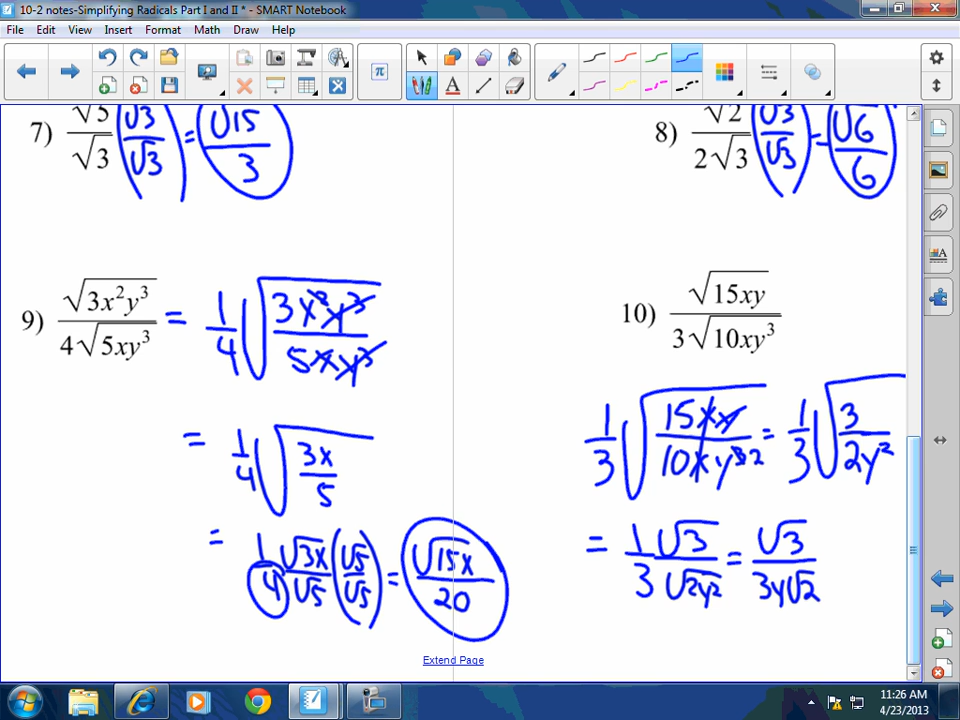 10-2 notes-Simplifying Radicals Part I and II * - SMART Notebook
File Edit View Insert Format Math Draw Help
7) √5/√3 (√3/√3) = √15/3
8) √2/2√3 (√3/√3) = √6/6
9) √3x²y³/4√5xy³ = 1/4 √3x²y³/5xy³
= 1/4 √3x/5
= 1/4 √3x/√5 (√5/√5) = √15x/20
10) √15xy/3√10xy³
1/3 √15xy/10xy³² = 1/3 √3/2y²
= 1/3 √3/√2y² = √3/3y√2
Extend Page
11:26 AM
4/23/2013